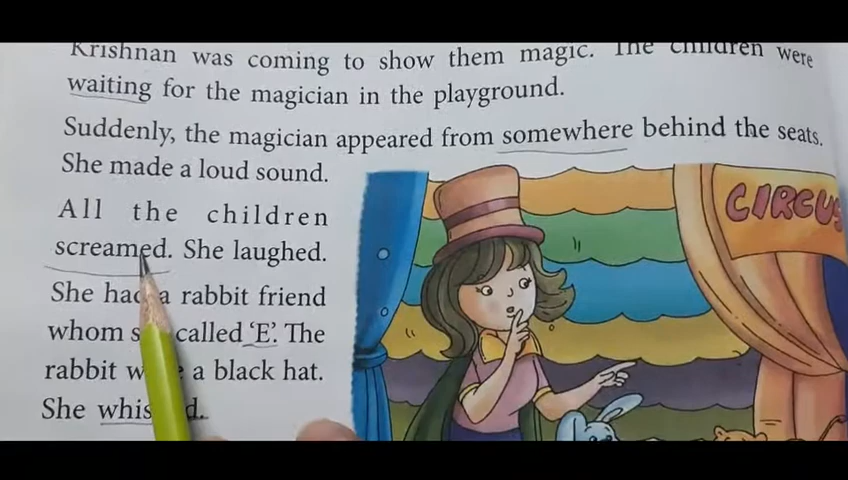 Krishnan was coming to show them magic. The children were
waiting for the magician in the playground.
Suddenly, the magician appeared from somewhere behind the seats.
She made a loud sound.
All the children
screamed. She laughed.
She had a rabbit friend
whom called 'E'. The
rabbit a black hat.
She
CIRCUS